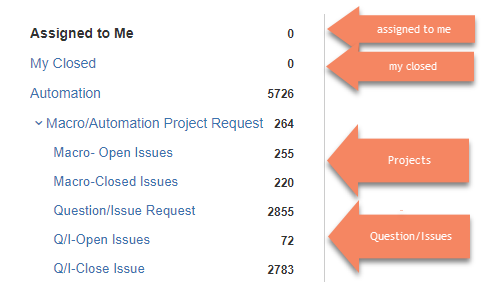 Assigned to Me 0 assigned to me
My Closed 0 my closed
Automation 5726
Macro/Automation Project Request 264
Macro- Open Issues 255 Projects
Macro-Closed Issues 220
Question/Issue Request 2855
Q/I-Open Issues 72 Question/Issues
Q/I-Close Issue 2783